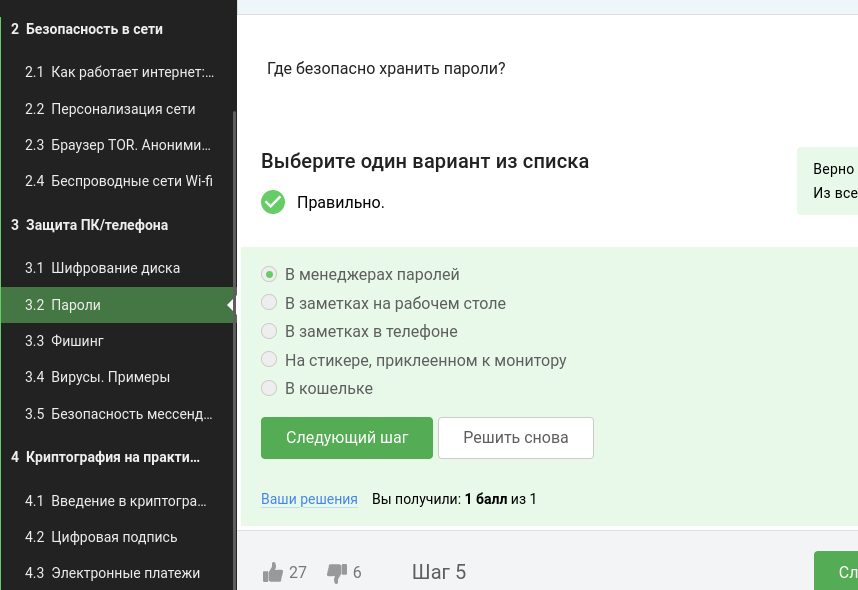 2 Безопасность в сети
2.1 Как работает интернет:...
2.2 Персонализация сети
2.3 Браузер TOR. Аноними...
2.4 Беспроводные сети Wi-fi
3 Защита ПК/телефона
3.1 Шифрование диска
3.2 Пароли
3.3 Фишинг
3.4 Вирусы. Примеры
3.5 Безопасность мессенд...
4 Криптография на практи...
4.1 Введение в криптогра...
4.2 Цифровая подпись
4.3 Электронные платежи
Где безопасно хранить пароли?
Выберите один вариант из списка
Правильно.
Верно
Из все
В менеджерах паролей
В заметках на рабочем столе
В заметках в телефоне
На стикере, приклеенном к монитору
В кошельке
Следующий шаг
Решить снова
Ваши решения Вы получили: 1 балл из 1
27 6 Шаг 5
Сл